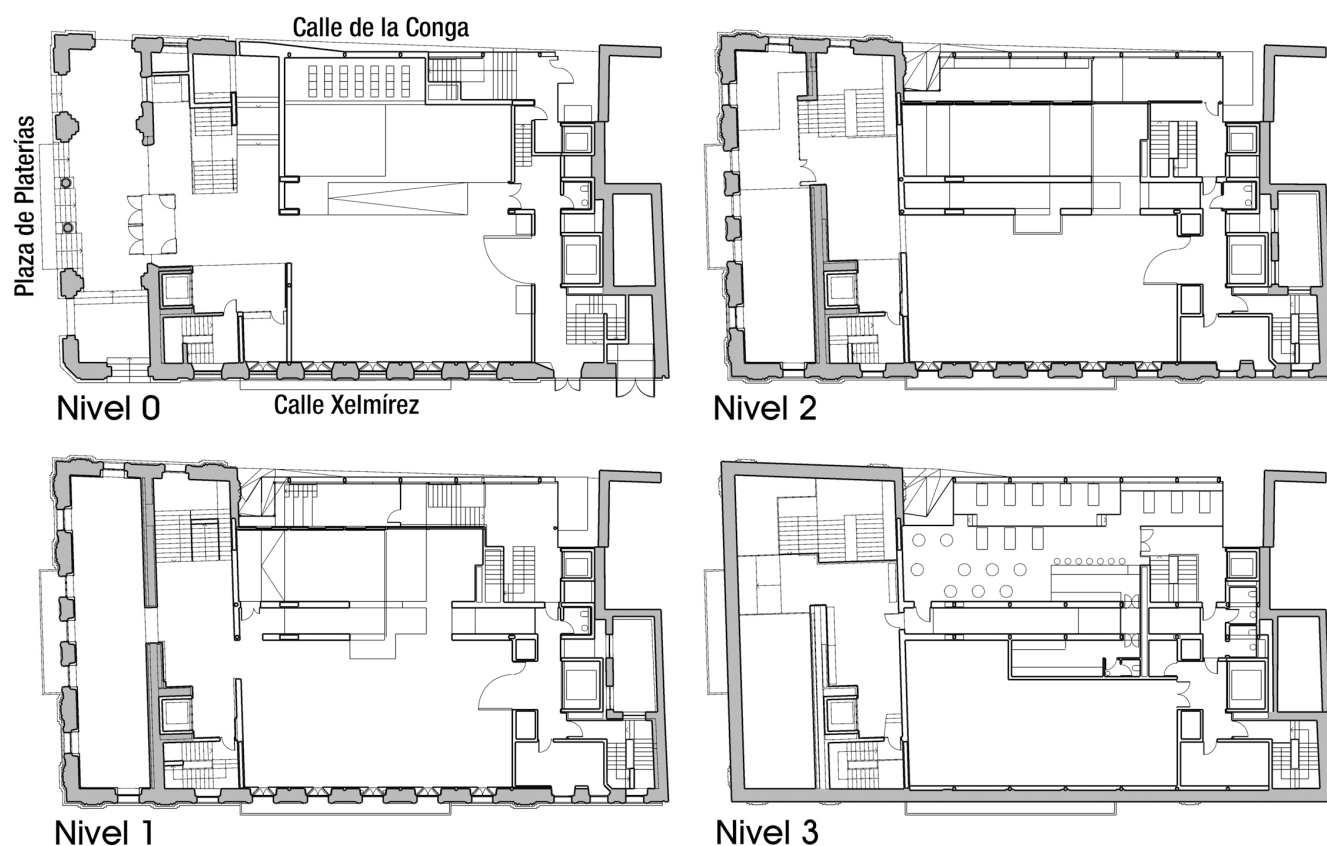 Calle de la Conga
Plaza de Platerías
Nivel 0
Calle Xelmírez
Nivel 2
Nivel 1
Nivel 3